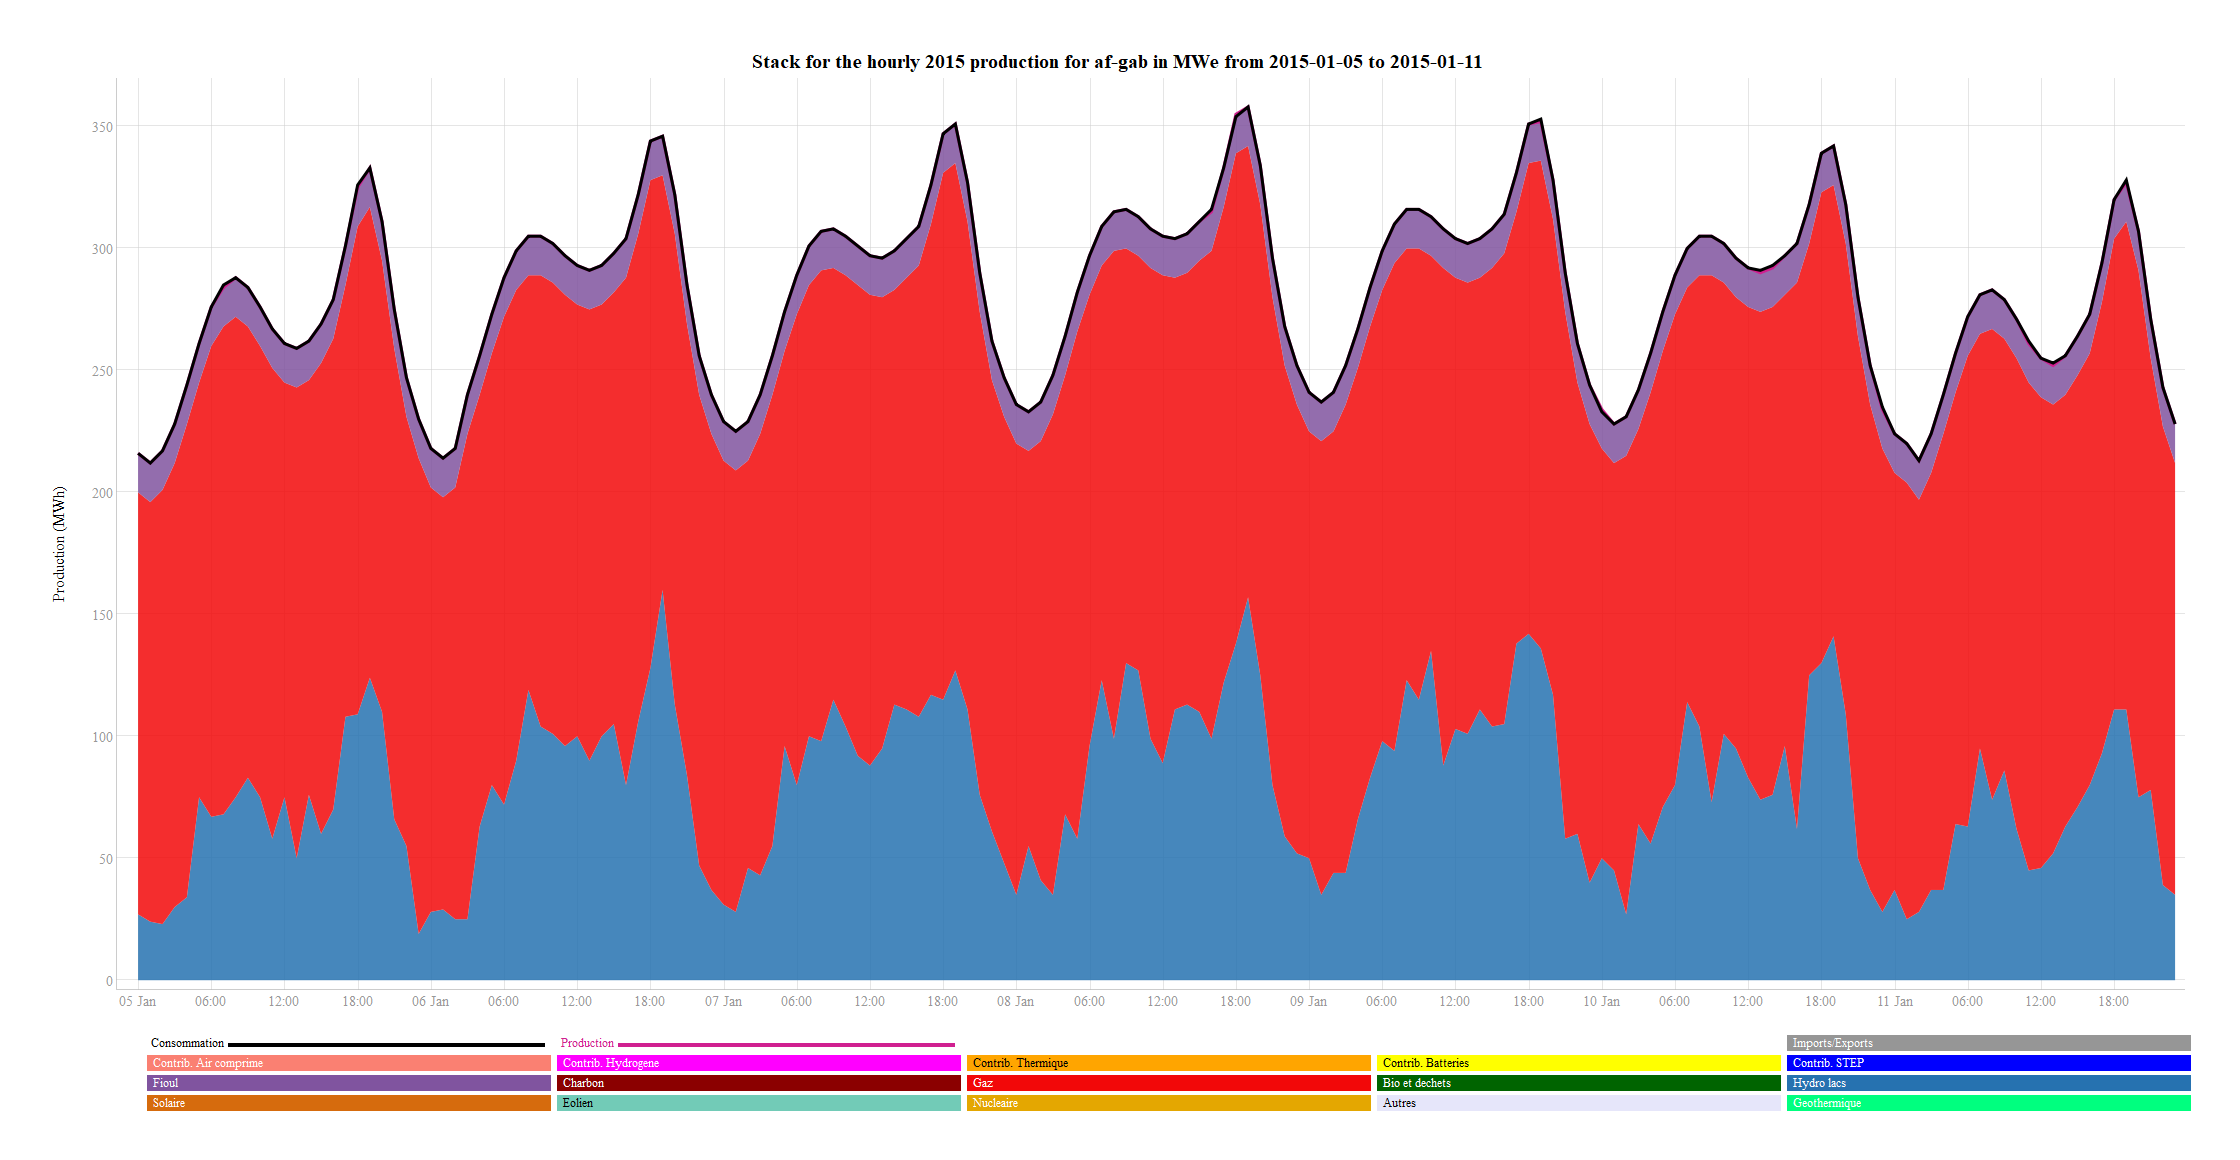 Stack for the hourly 2015 production for af-gab in MWe from 2015-01-05 to 2015-01-11
Production (MWh)
350
300
250
200
150
100
50
0
05 Jan 06:00 12:00 18:00 06 Jan 06:00 12:00 18:00 07 Jan 06:00 12:00 18:00 08 Jan 06:00 12:00 18:00 09 Jan 06:00 12:00 18:00 10 Jan 06:00 12:00 18:00 11 Jan 06:00 12:00 18:00
Consommation Production Imports/Exports
Contrib. Air comprime Contrib. Hydrogene Contrib. Thermique Contrib. Batteries Contrib. STEP
Fioul Charbon Gaz Bio et dechets Hydro lacs
Solaire Eolien Nucleaire Autres Geothermique